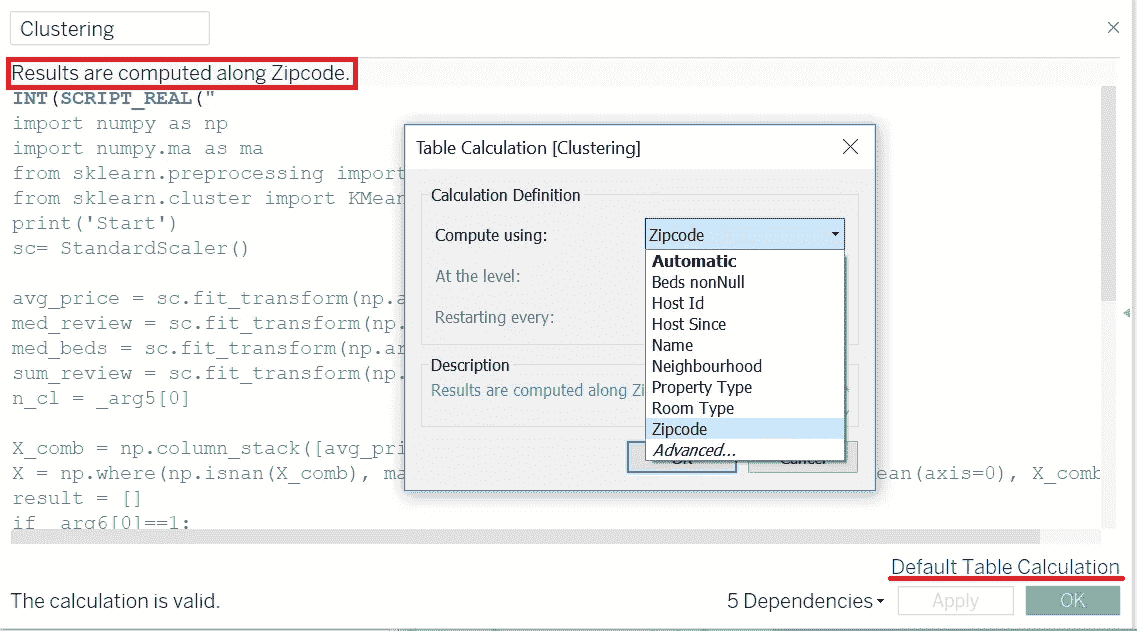 Clustering
Results are computed along Zipcode.
INT(SCRIPT_REAL("
import numpy as np
import numpy.ma as ma
from sklearn.preprocessing import
from sklearn.cluster import KMean
print('Start')
sc= StandardScaler()
avg_price = sc.fit_transform(np.a
med_review = sc.fit_transform(np.
med_beds = sc.fit_transform(np.ar
sum_review = sc.fit_transform(np.
n_cl = _arg5[0]
X_comb = np.column_stack([avg_pri
X = np.where(np.isnan(X_comb), ma
ean(axis=0), X_comb
result = []
if _arg6[0]==1:
Table Calculation [Clustering]
Calculation Definition
Compute using:
Zipcode
Automatic
Beds nonNull
Host Id
Host Since
Name
Neighbourhood
Property Type
Room Type
Zipcode
Advanced...
At the level:
Restarting every:
Description
Results are computed along Zi
OK
Cancel
Default Table Calculation
The calculation is valid.
5 Dependencies
Apply
OK